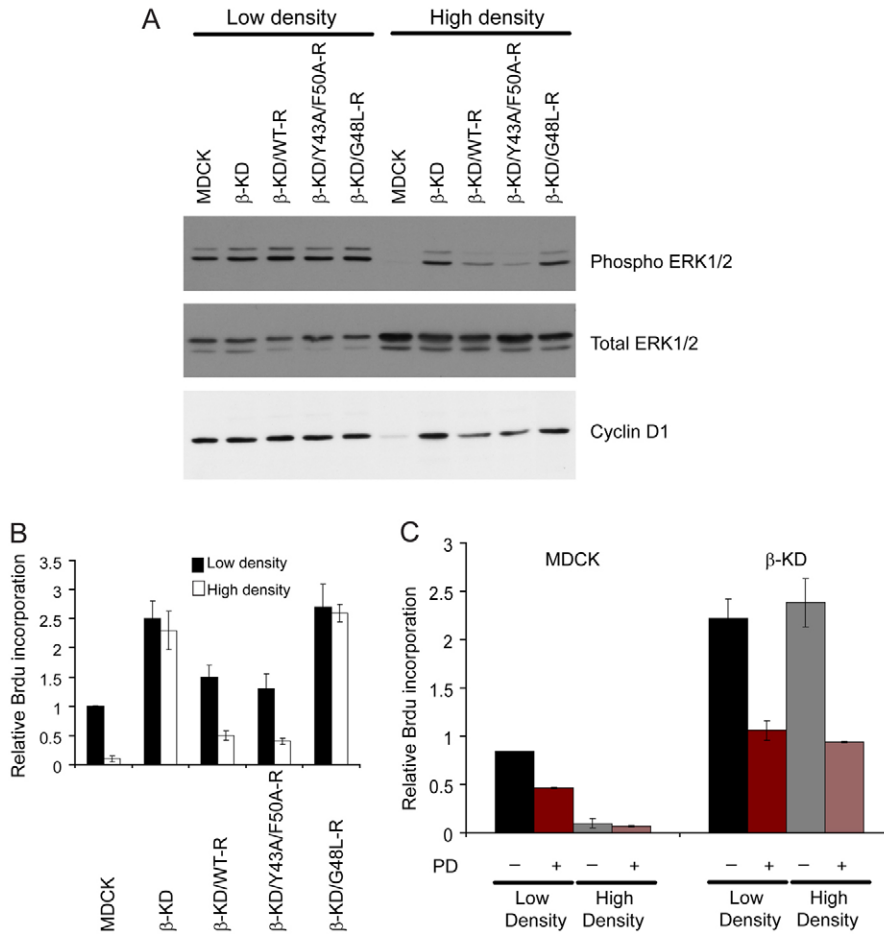 A
Low density
High density
MDCK
β-KD
β-KD/WT-R
β-KD/Y43A/F50A-R
β-KD/G48L-R
MDCK
β-KD
β-KD/WT-R
β-KD/Y43A/F50A-R
β-KD/G48L-R
Phospho ERK1/2
Total ERK1/2
Cyclin D1
B
Relative Brdu incorporation
3.5
3
2.5
2
1.5
1
0.5
0
Low density
High density
MDCK
β-KD
β-KD/WT-R
β-KD/Y43A/F50A-R
β-KD/G48L-R
C
Relative Brdu incorporation
3
2.5
2
1.5
1
0.5
0
MDCK
β-KD
PD – + – + – + – +
Low Density
High Density
Low Density
High Density